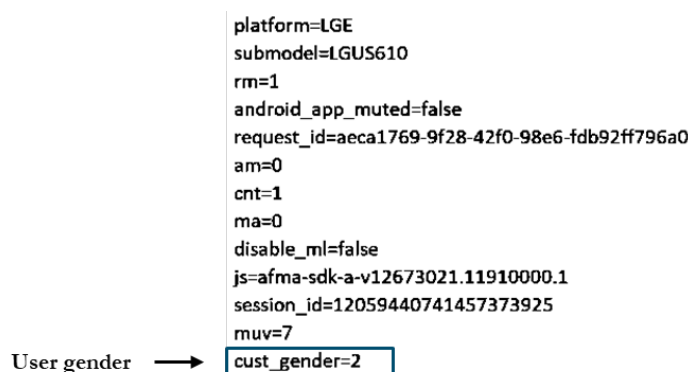 platform=LGE
submodel=LGUS610
rm=1
android_app_muted=false
request_id=aeca1769-9f28-42f0-98e6-fdb92ff796a0
am=0
cnt=1
ma=0
disable_ml=false
js=afma-sdk-a-v12673021.11910000.1
session_id=12059440741457373925
muv=7
User gender cust_gender=2